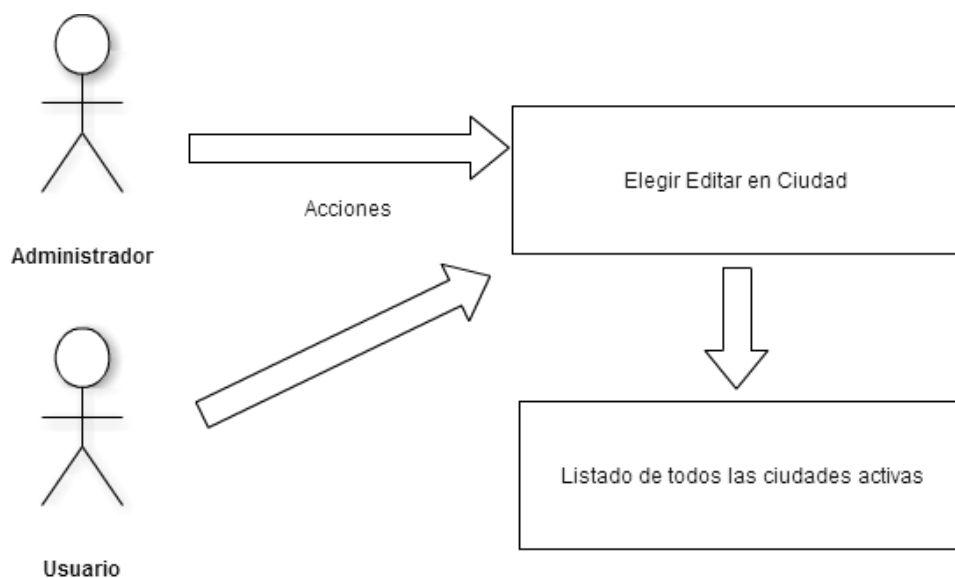 Elegir Editar en Ciudad
Acciones
Administrador
Listado de todos las ciudades activas
Usuario